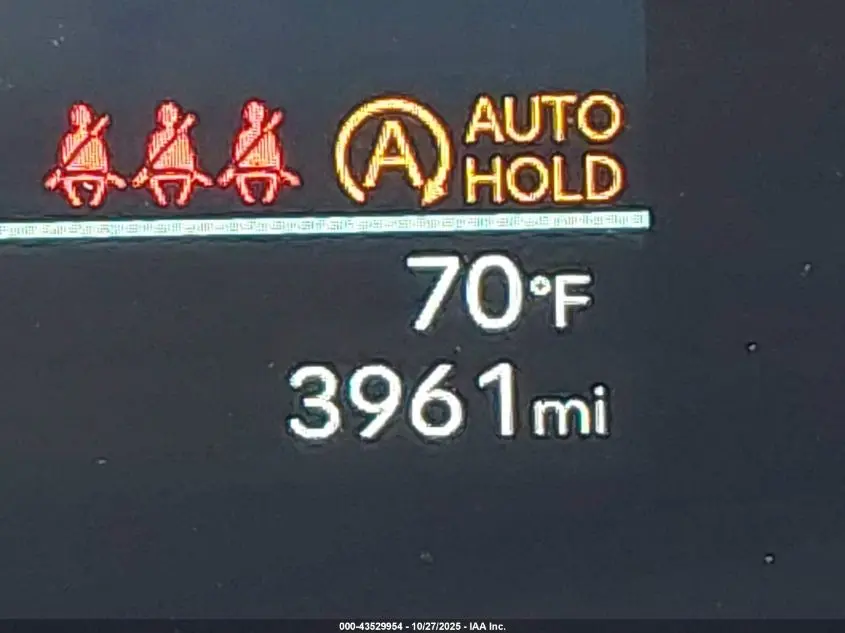 A AUTO
HOLD
70°F
3961mi
000-43529954 - 10/27/2025 - IAA Inc.